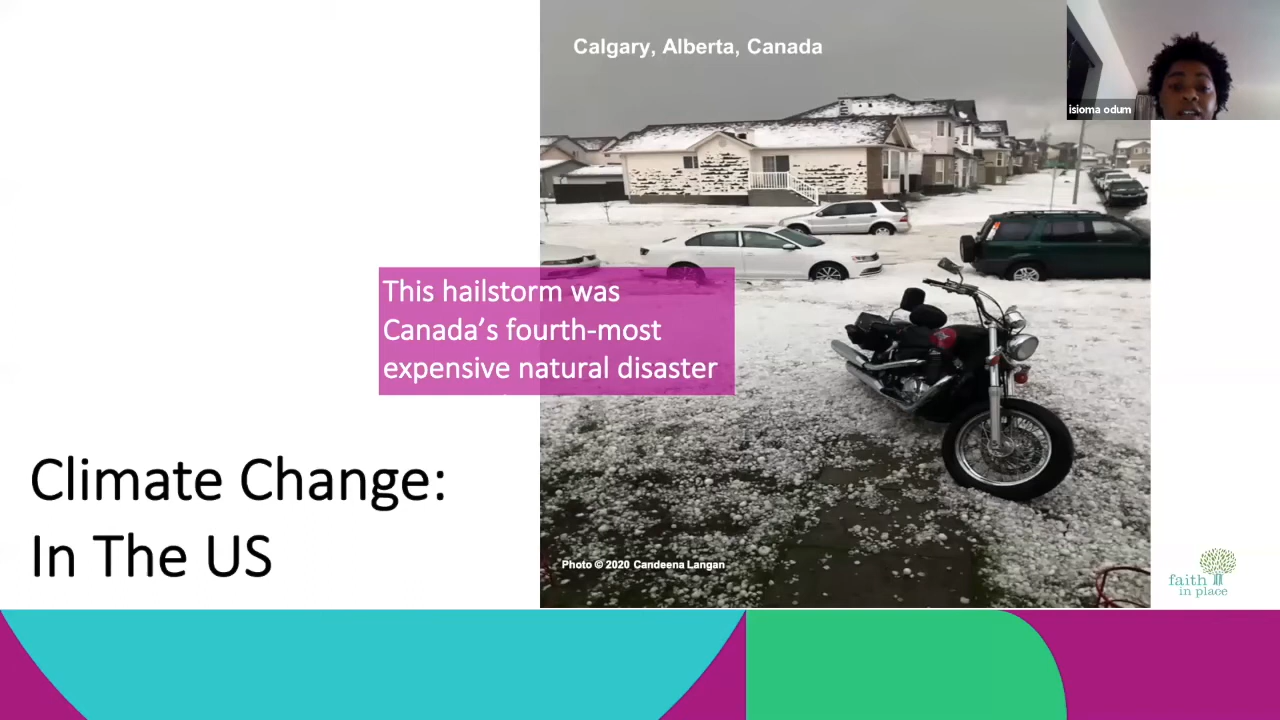 Calgary, Alberta, Canada
isioma odum
This hailstorm was
Canada’s fourth-most
expensive natural disaster
Climate Change:
In The US
Photo © 2020 Candeena Langan
faith
in place